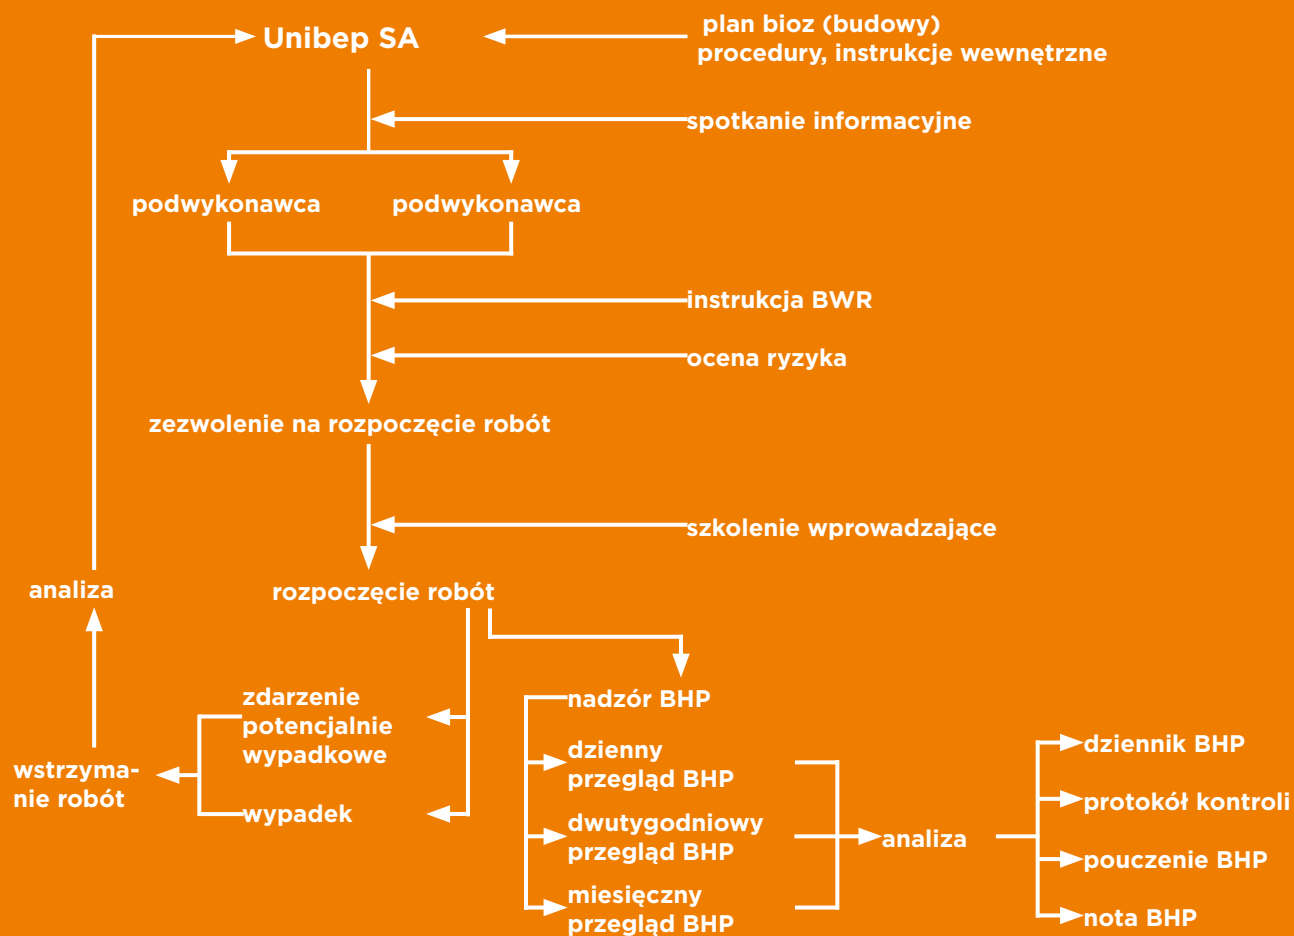 Unibep SA
plan bioz (budowy)
procedury, instrukcje wewnętrzne
spotkanie informacyjne
podwykonawca
podwykonawca
instrukcja BWR
ocena ryzyka
zezwolenie na rozpoczęcie robót
szkolenie wprowadzające
analiza
rozpoczęcie robót
zdarzenie
potencjalnie
wypadkowe
wstrzyma-
nie robót
wypadek
nadzór BHP
dzienny
przegląd BHP
dwutygodniowy
przegląd BHP
miesięczny
przegląd BHP
analiza
dziennik BHP
protokół kontroli
pouczenie BHP
nota BHP